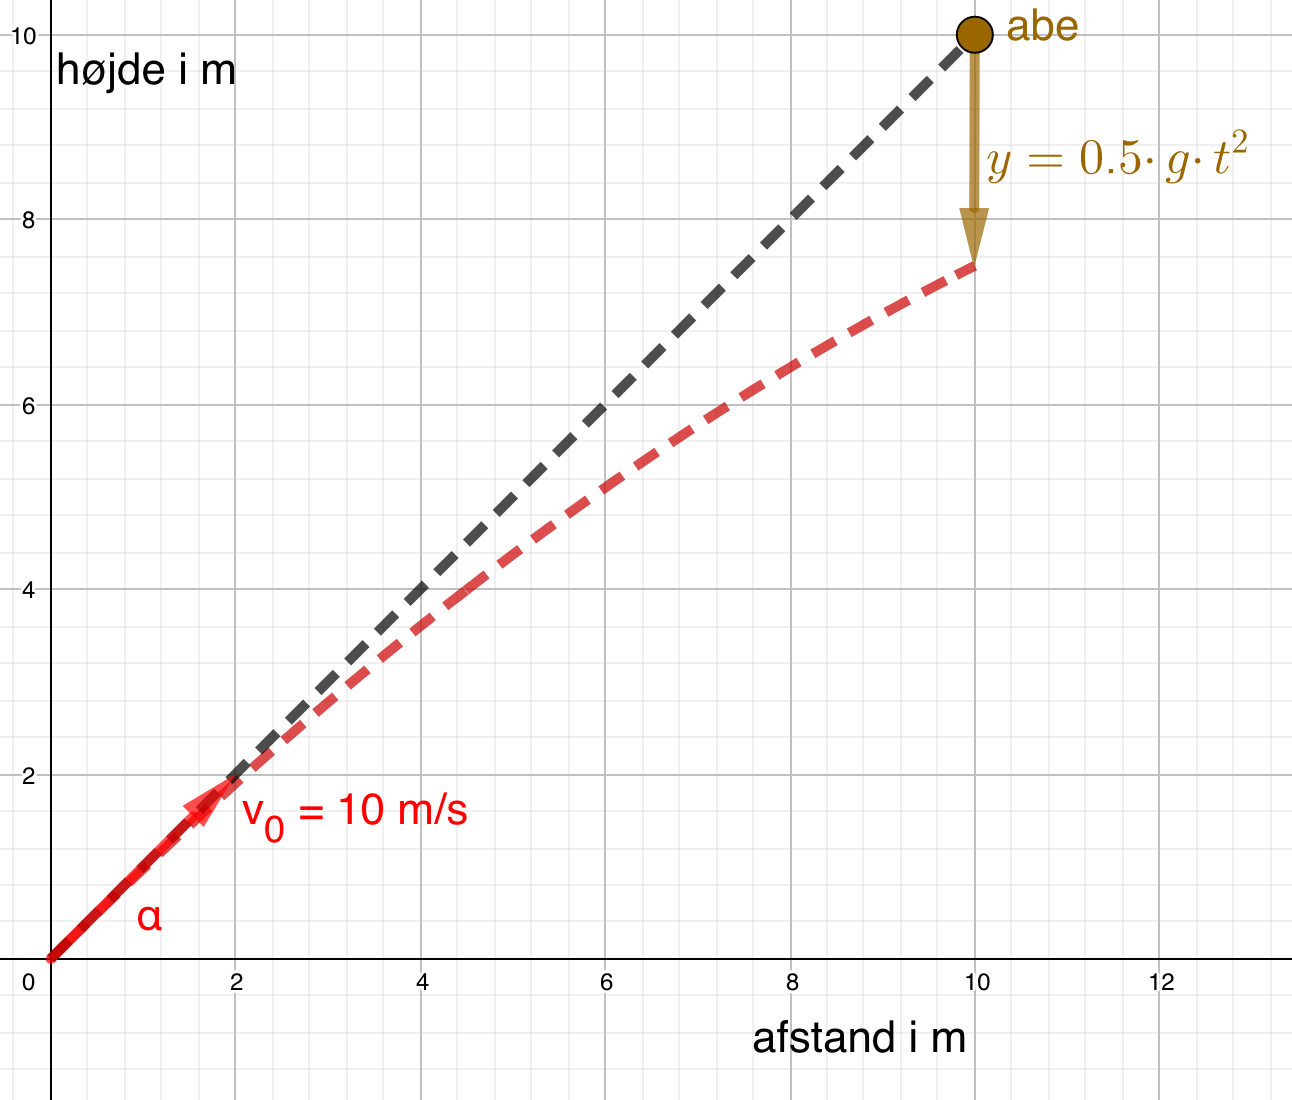 abe
10
højde i m
y = 0.5· g· t²
8
6
4
2
v₀ = 10 m/s
α
0 2 4 6 8 10 12
afstand i m